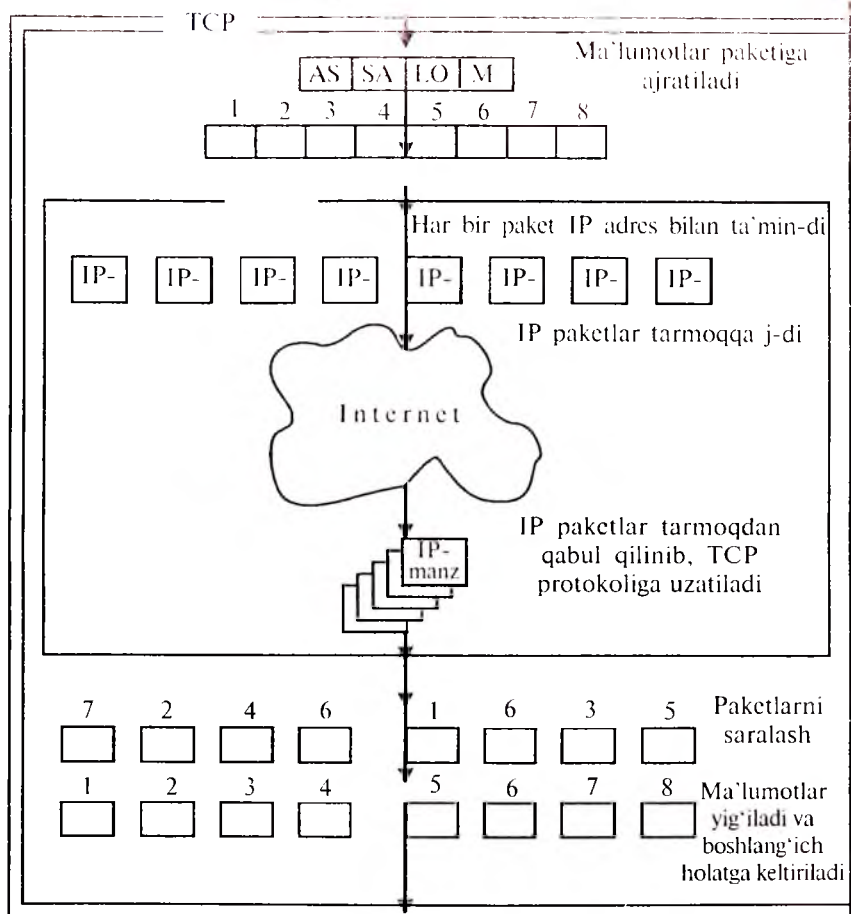 TCP
Ma'lumotlar paketiga
ajratiladi
AS SA LO M
1 2 3 4 5 6 7 8
Har bir paket IP adres bilan ta'min-di
IP- IP- IP- IP- IP- IP- IP- IP-
IP paketlar tarmoqqa j-di
Internet
IP paketlar tarmoqdan
qabul qilinib, TCP
protokoliga uzatiladi
IP-
manz
7 2 4 6 1 6 3 5
Paketlarni
saralash
1 2 3 4 5 6 7 8
Ma'lumotlar
yig‘iladi va
boshlang‘ich
holatga keltiriladi